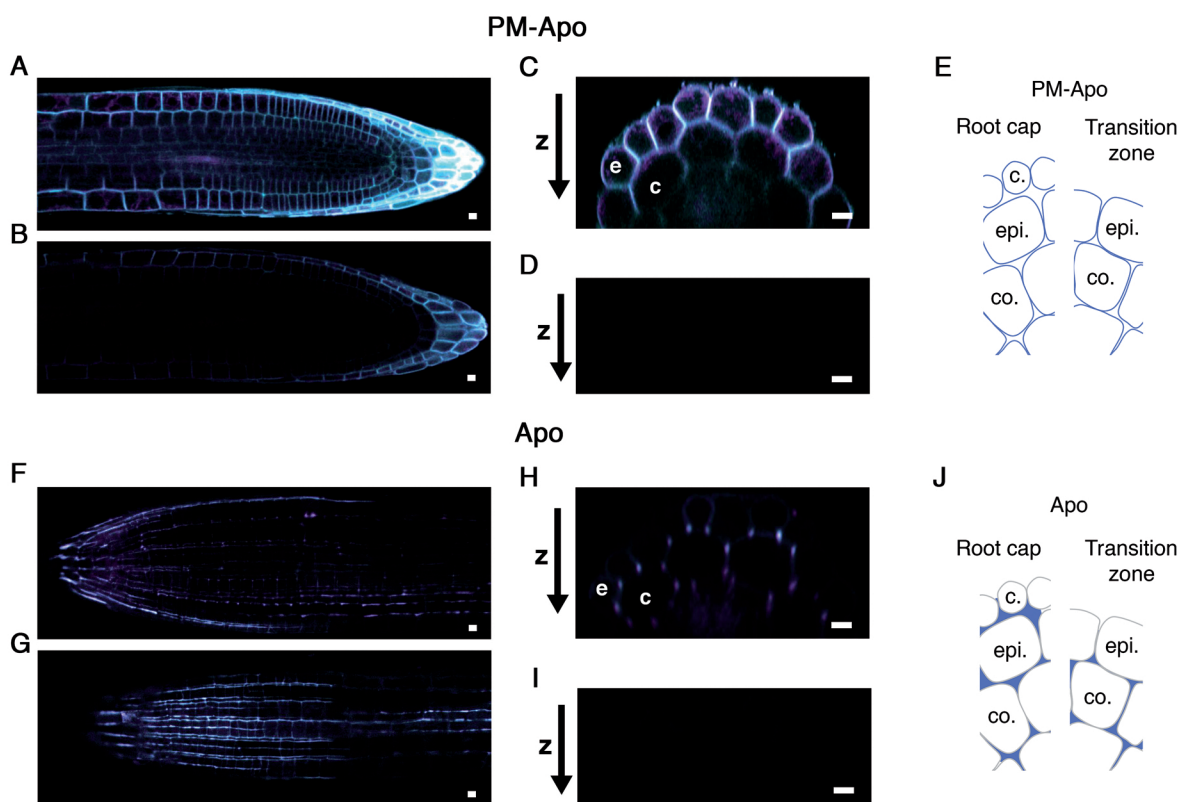 PM-Apo
A
B
C
z
e
c
D
z
E
PM-Apo
Root cap
Transition
zone
c.
epi.
co.
epi.
co.
Apo
F
G
H
z
e
c
I
z
J
Apo
Root cap
Transition
zone
c.
epi.
co.
epi.
co.